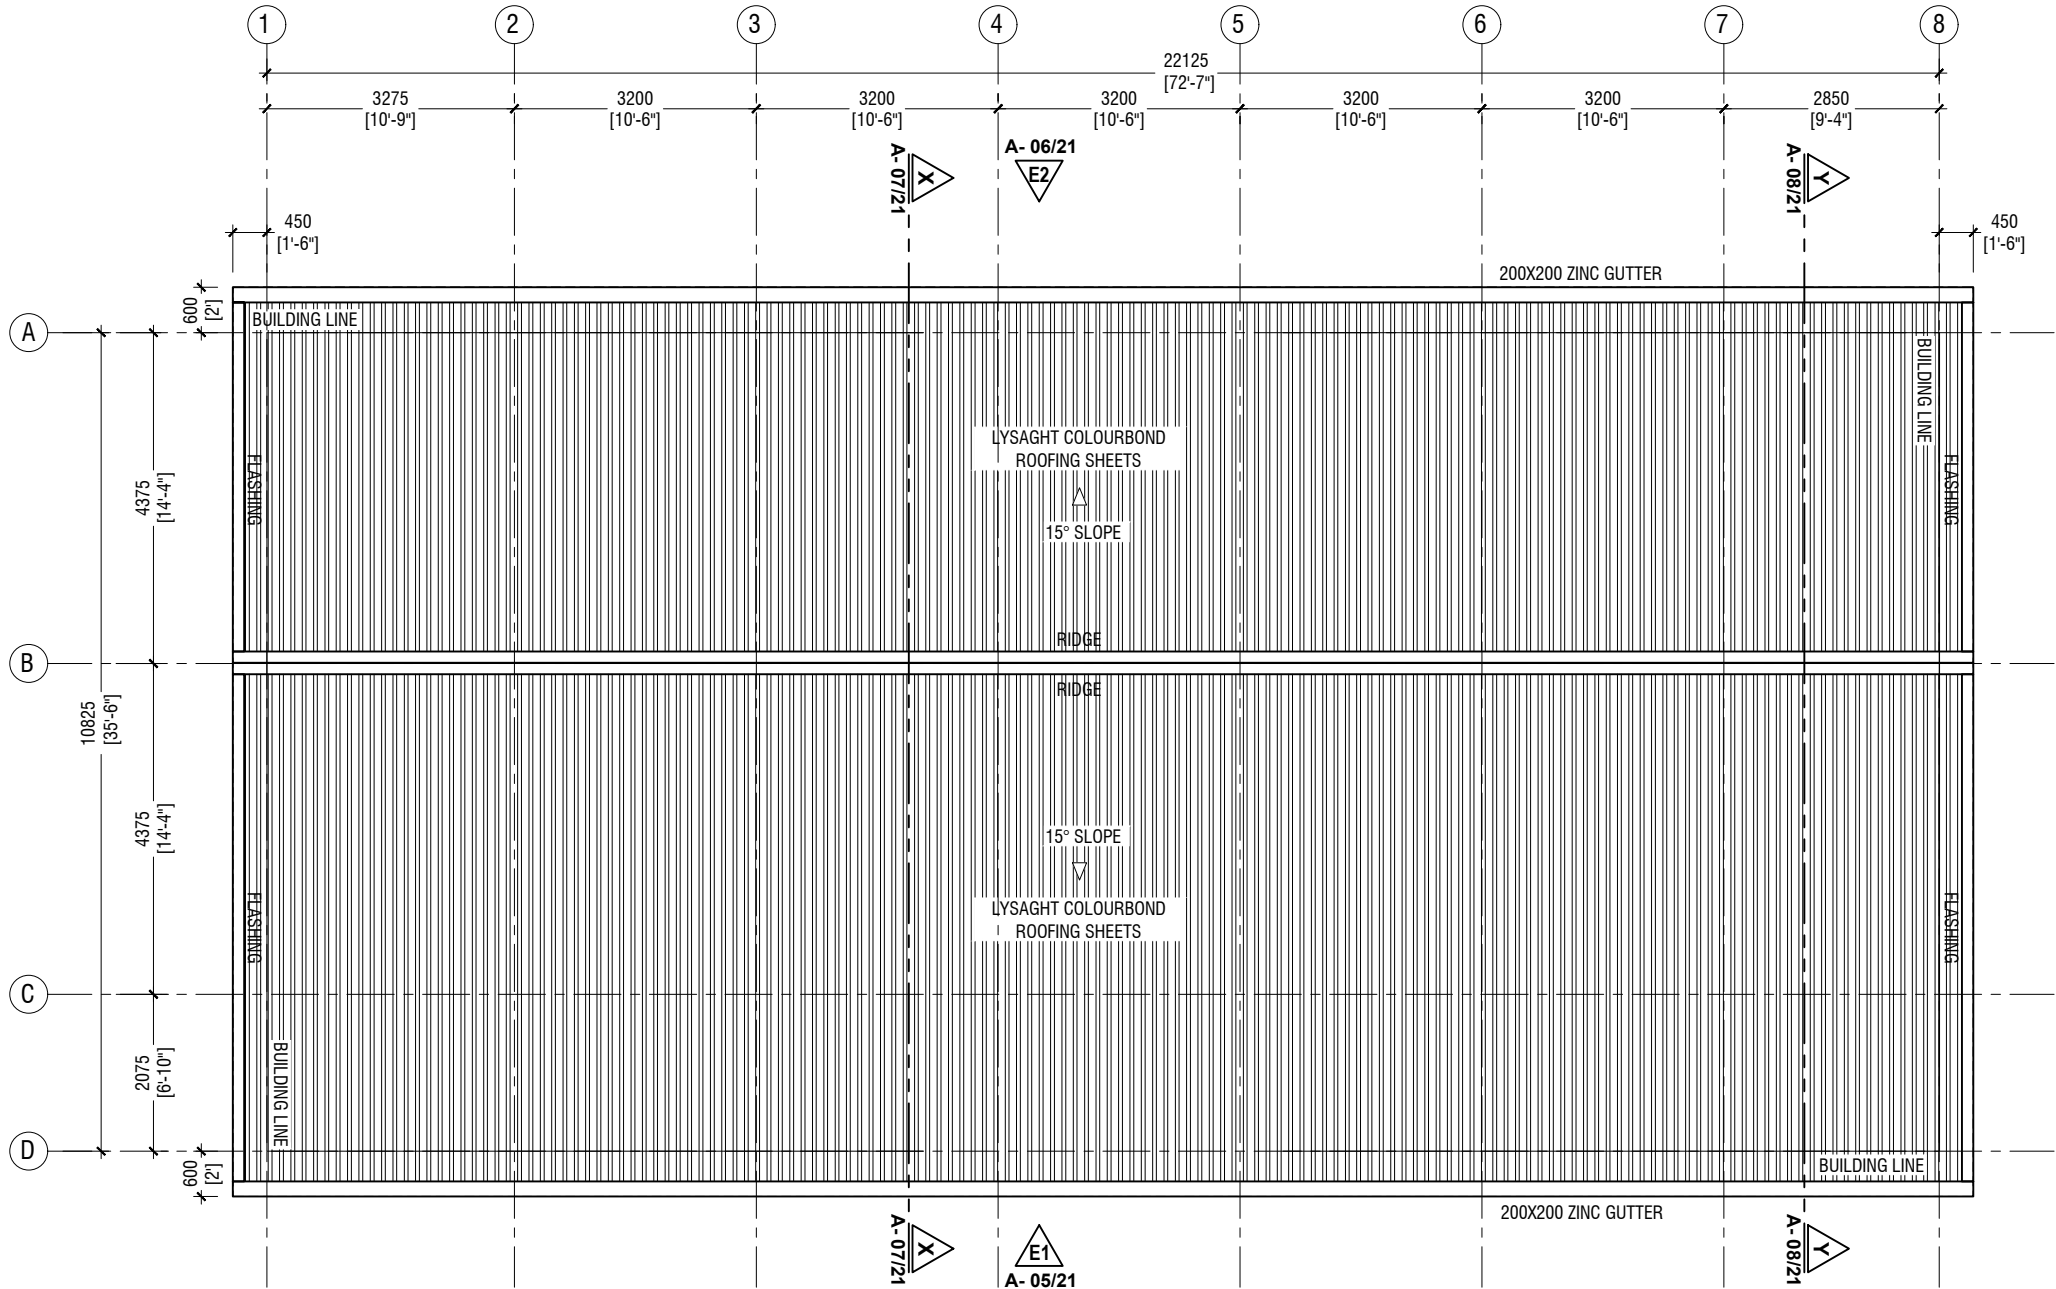 1 2 3 4 5 6 7 8
22125
[72'-7"]
3275 3200 3200 3200 3200 3200 2850
[10'-9"] [10'-6"] [10'-6"] [10'-6"] [10'-6"] [10'-6"] [9'-4"]
A- 07/21
X
A- 06/21
E2
A- 08/21
Y
450
[1'-6"]
450
[1'-6"]
200X200 ZINC GUTTER
600
[2']
BUILDING LINE
A
BUILDING LINE
LYSAGHT COLOURBOND
ROOFING SHEETS
FLASHING
FLASHING
4375
[14'-4"]
15° SLOPE
RIDGE
B
RIDGE
10825
[35'-6"]
4375
[14'-4"]
15° SLOPE
LYSAGHT COLOURBOND
ROOFING SHEETS
FLASHING
FLASHING
C
2075
[6'-10"]
BUILDING LINE
D
600
[2']
BUILDING LINE
200X200 ZINC GUTTER
A- 07/21
X
E1
A- 05/21
A- 08/21
Y